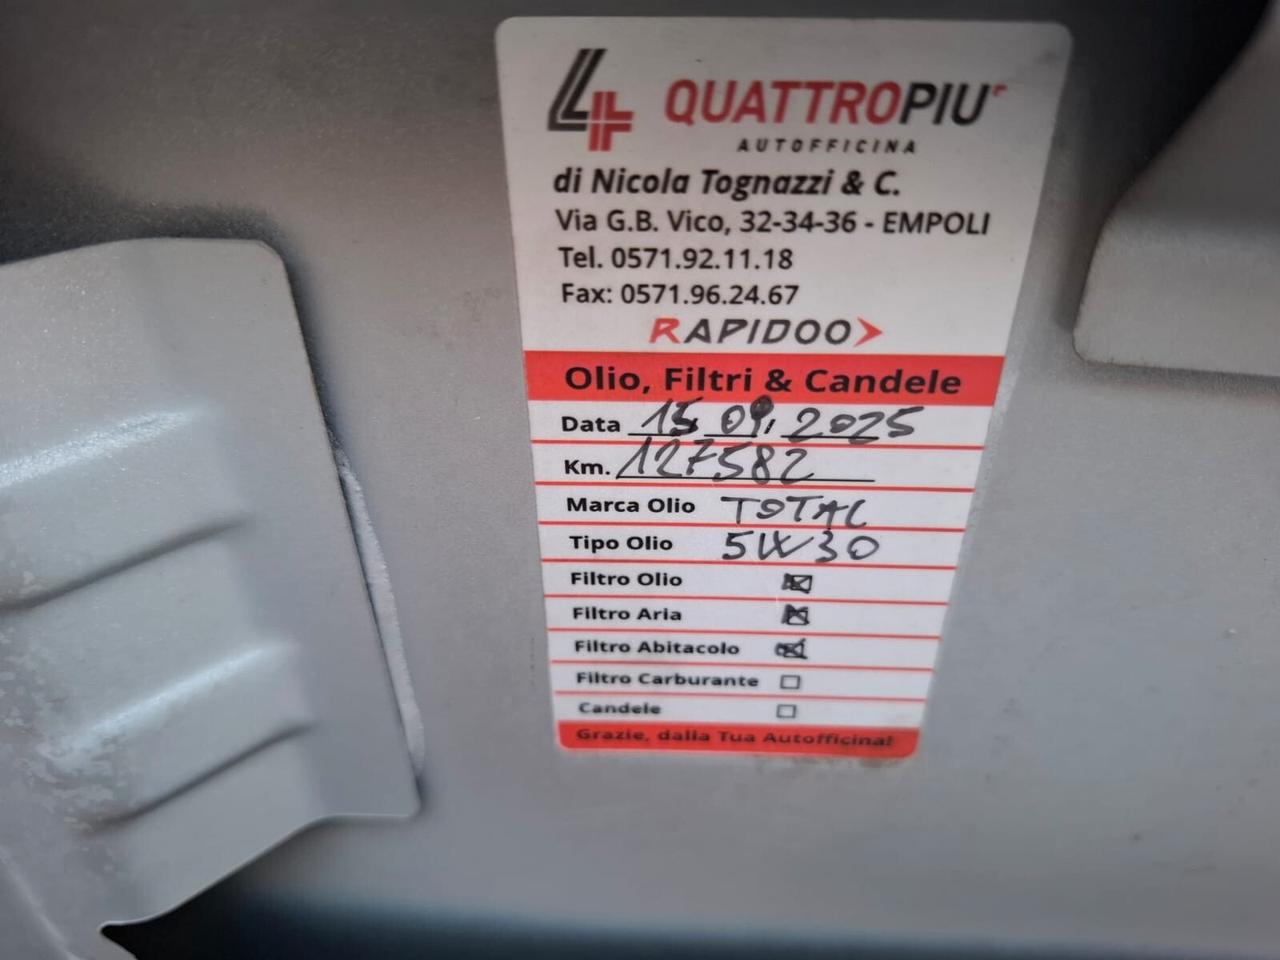 4+ QUATTROPIU'
AUTOFFICINA
di Nicola Tognazzi & C.
Via G.B. Vico, 32-34-36 - EMPOLI
Tel. 0571.92.11.18
Fax: 0571.96.24.67
RAPIDOO
Olio, Filtri & Candele
Data 15.09.2025
Km. 127582
Marca Olio TOTAL
Tipo Olio 5W30
Filtro Olio
Filtro Aria
Filtro Abitacolo
Filtro Carburante
Candele
Grazie, dalla Tua Autofficina!